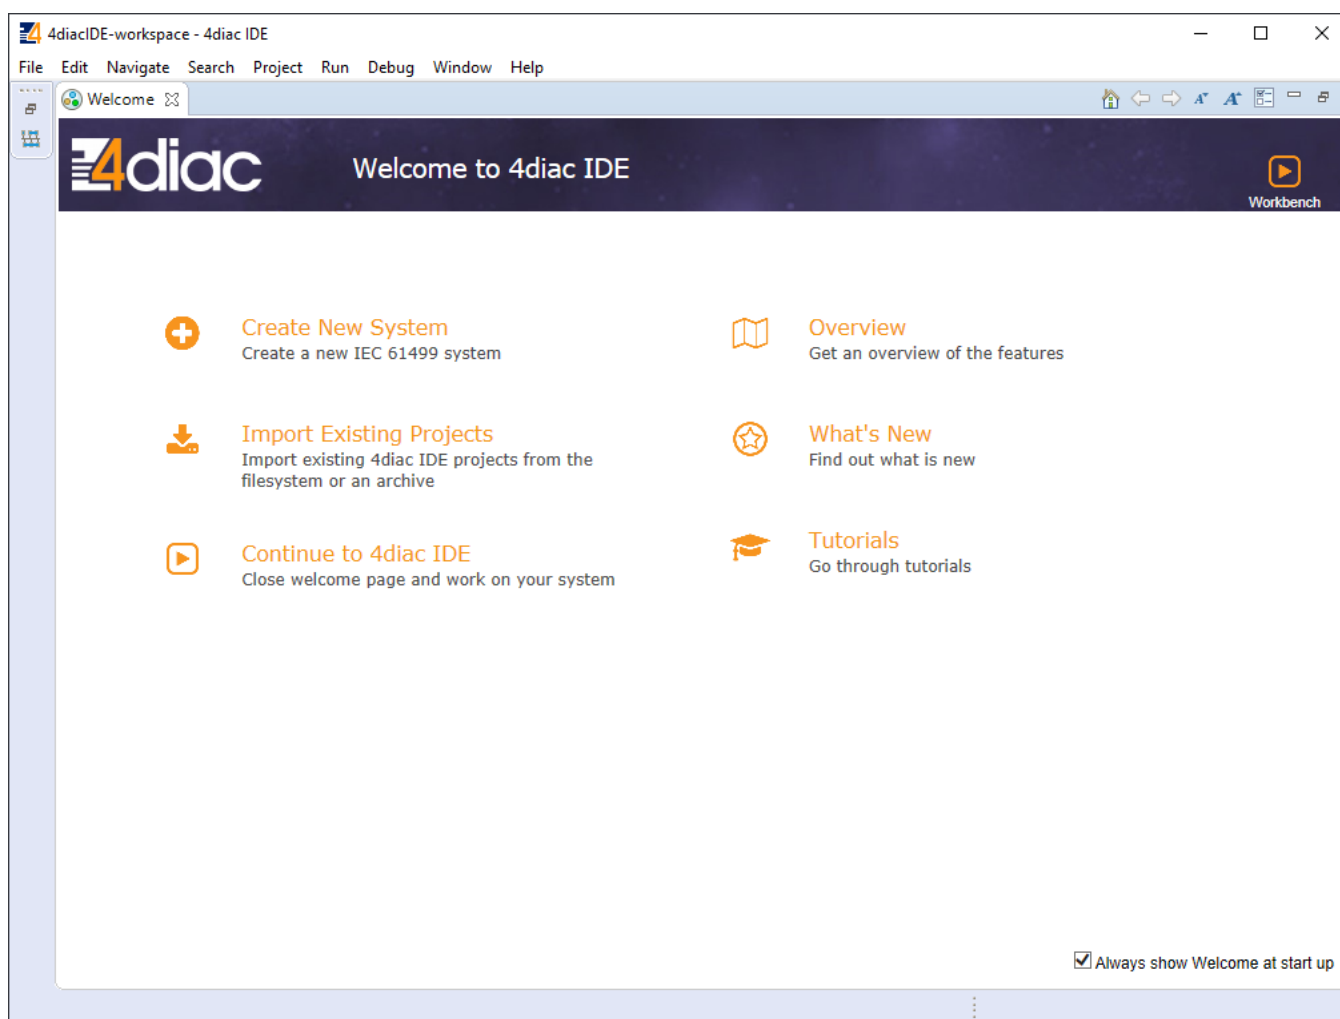 4diacIDE-workspace - 4diac IDE
File Edit Navigate Search Project Run Debug Window Help
Welcome
4diac
Welcome to 4diac IDE
Workbench
Create New System
Create a new IEC 61499 system
Overview
Get an overview of the features
Import Existing Projects
Import existing 4diac IDE projects from the
filesystem or an archive
What's New
Find out what is new
Continue to 4diac IDE
Close welcome page and work on your system
Tutorials
Go through tutorials
Always show Welcome at start up